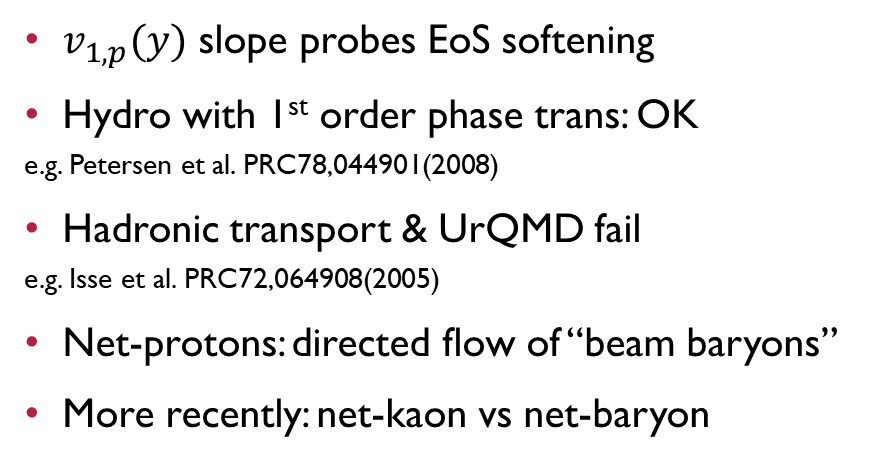 • v₁,ₚ(y) slope probes EoS softening
• Hydro with 1st order phase trans: OK
e.g. Petersen et al. PRC78,044901(2008)
• Hadronic transport & UrQMD fail
e.g. Isse et al. PRC72,064908(2005)
• Net-protons: directed flow of “beam baryons”
• More recently: net-kaon vs net-baryon